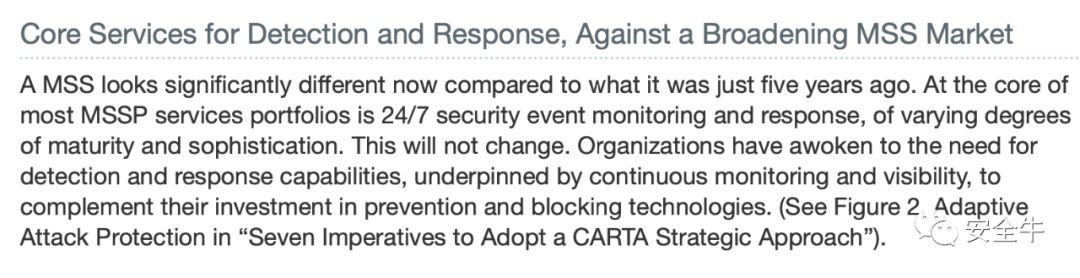 Core Services for Detection and Response, Against a Broadening MSS Market
A MSS looks significantly different now compared to what it was just five years ago. At the core of
most MSSP services portfolios is 24/7 security event monitoring and response, of varying degrees
of maturity and sophistication. This will not change. Organizations have awoken to the need for
detection and response capabilities, underpinned by continuous monitoring and visibility, to
complement their investment in prevention and blocking technologies. (See Figure 2, Adaptive
Attack Protection in “Seven Imperatives to Adopt a CARTA Strategic Approach”).
安全牛